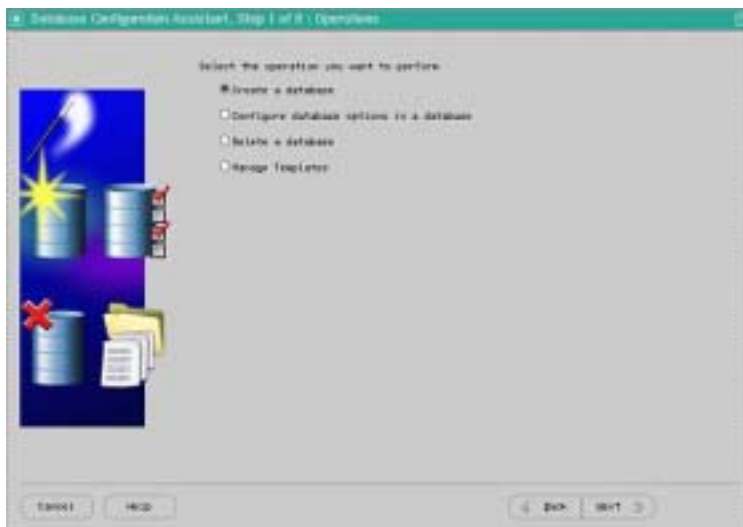 Database Configuration Assistant, Step 1 of 8 : Operations
Select the operation you want to perform
Create a database
Configure database options in a database
Delete a database
Manage Templates
Cancel
Help
Back
Next